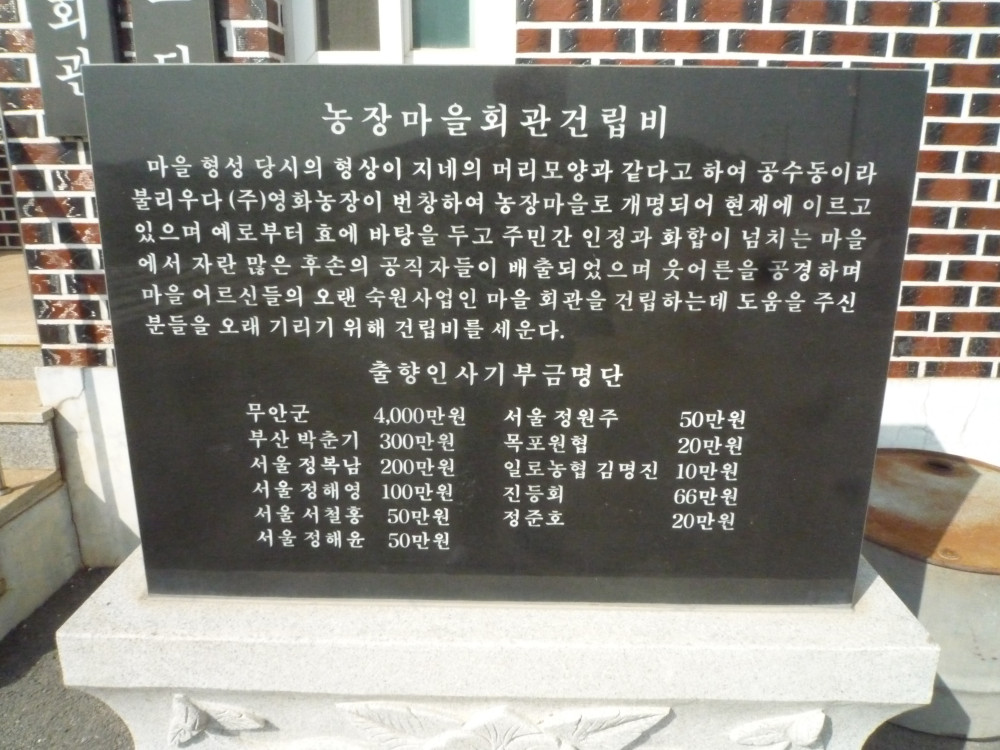 회관
농장마을회관건립비
마을 형성 당시의 형상이 지네의 머리모양과 같다고 하여 공수동이라
불리우다 (주)영화농장이 번창하여 농장마을로 개명되어 현재에 이르고
있으며 예로부터 효에 바탕을 두고 주민간 인정과 화합이 넘치는 마을
에서 자란 많은 후손의 공직자들이 배출되었으며 웃어른을 공경하며
마을 어르신들의 오랜 숙원사업인 마을 회관을 건립하는데 도움을 주신
분들을 오래 기리기 위해 건립비를 세운다.
출향인사기부금명단
무안군 4,000만원 서울 정원주 50만원
부산 박춘기 300만원 목포원협 20만원
서울 정복남 200만원 일로농협 김명진 10만원
서울 정해영 100만원 진등회 66만원
서울 서철홍 50만원 정준호 20만원
서울 정해윤 50만원